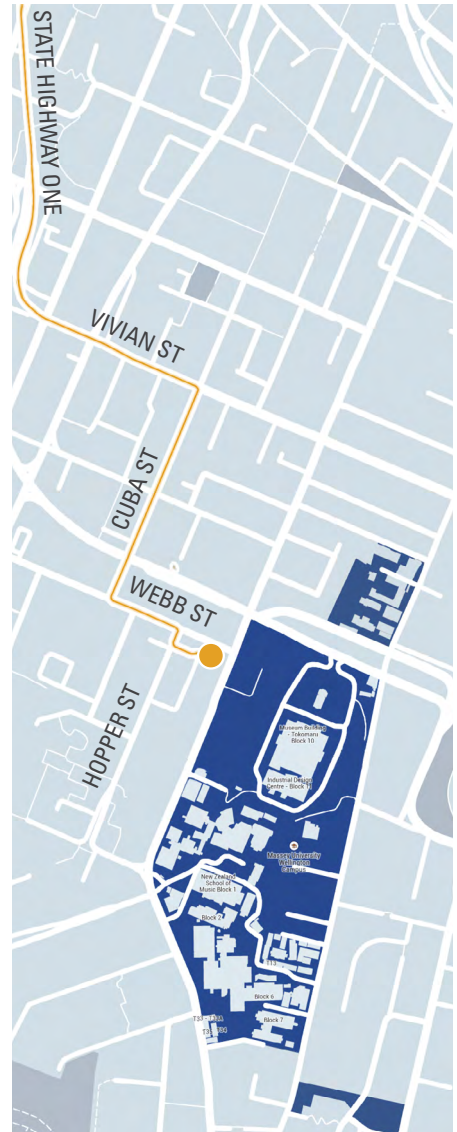 STATE HIGHWAY ONE
VIVIAN ST
CUBA ST
WEBB ST
HOPPER ST
Museum Building
- Tokomaru
Block 10
Industrial Design
Centre - Block 11
Massey University
Wellington
Campus
New Zealand
School of
Music Block 1
Block 2
Block 6
Block 7